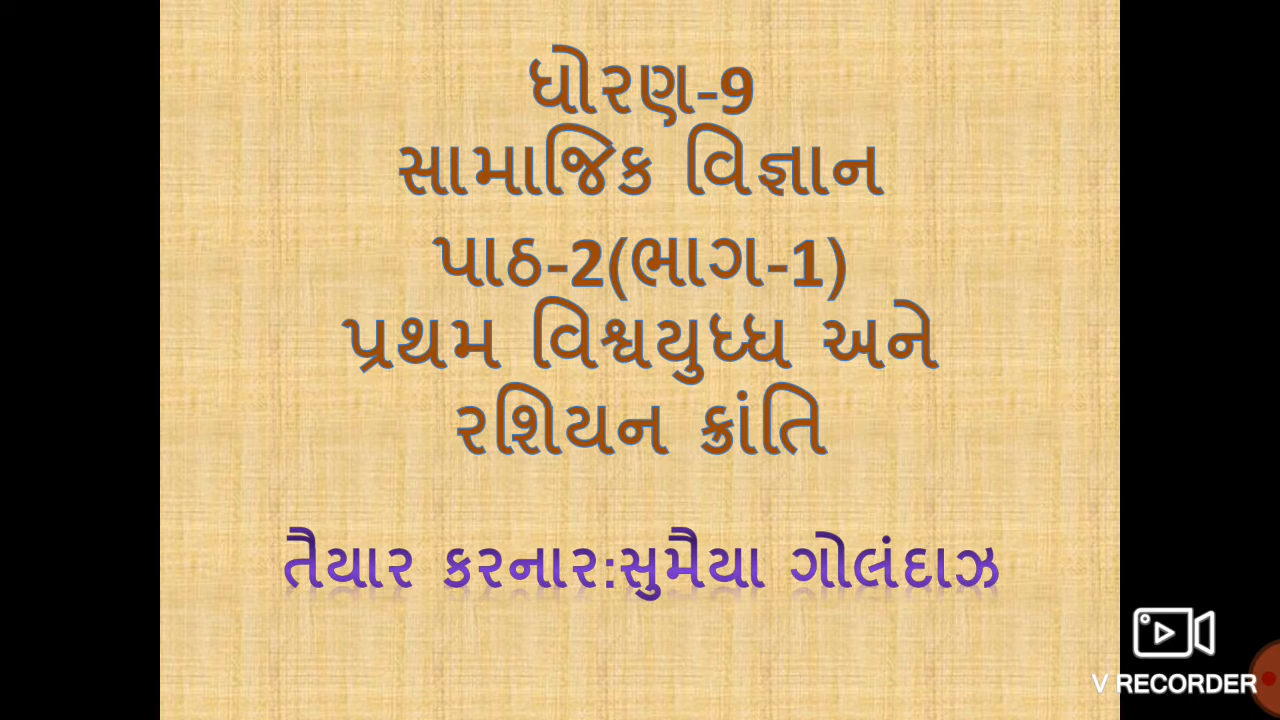 ધોરણ-9
સામાજિક વિજ્ઞાન
પાઠ-2(ભાગ-1)
પ્રથમ વિશ્વયુધ્ધ અને
રશિયન ક્રાંતિ
તૈયાર કરનાર:સુમૈયા ગોલંદાઝ
V RECORDER